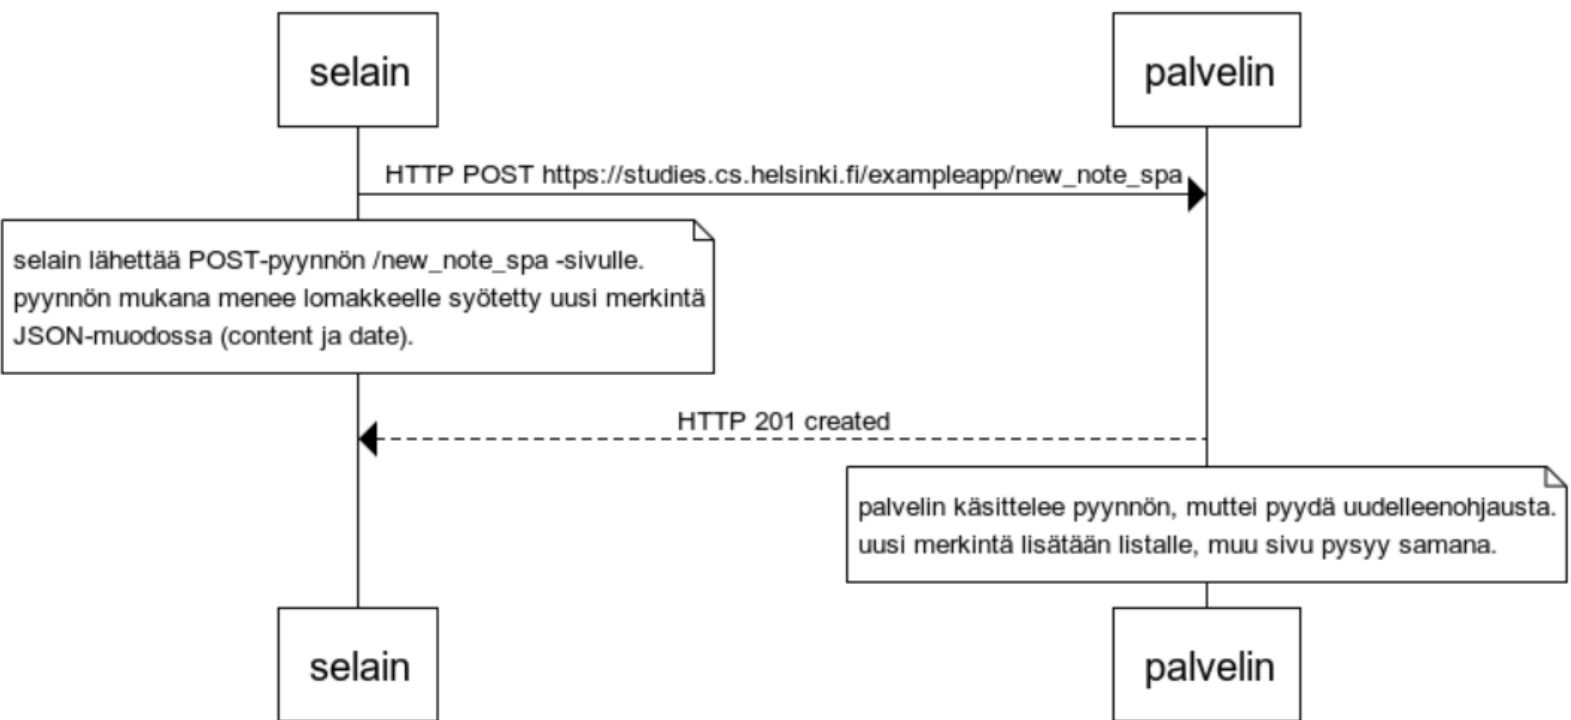 selain
palvelin
HTTP POST https://studies.cs.helsinki.fi/exampleapp/new_note_spa
selain lähettää POST-pyynnön /new_note_spa -sivulle.
pyynnön mukana menee lomakkeelle syötetty uusi merkintä
JSON-muodossa (content ja date).
HTTP 201 created
palvelin käsittelee pyynnön, muttei pyydä uudelleenohjausta.
uusi merkintä lisätään listalle, muu sivu pysyy samana.
selain
palvelin